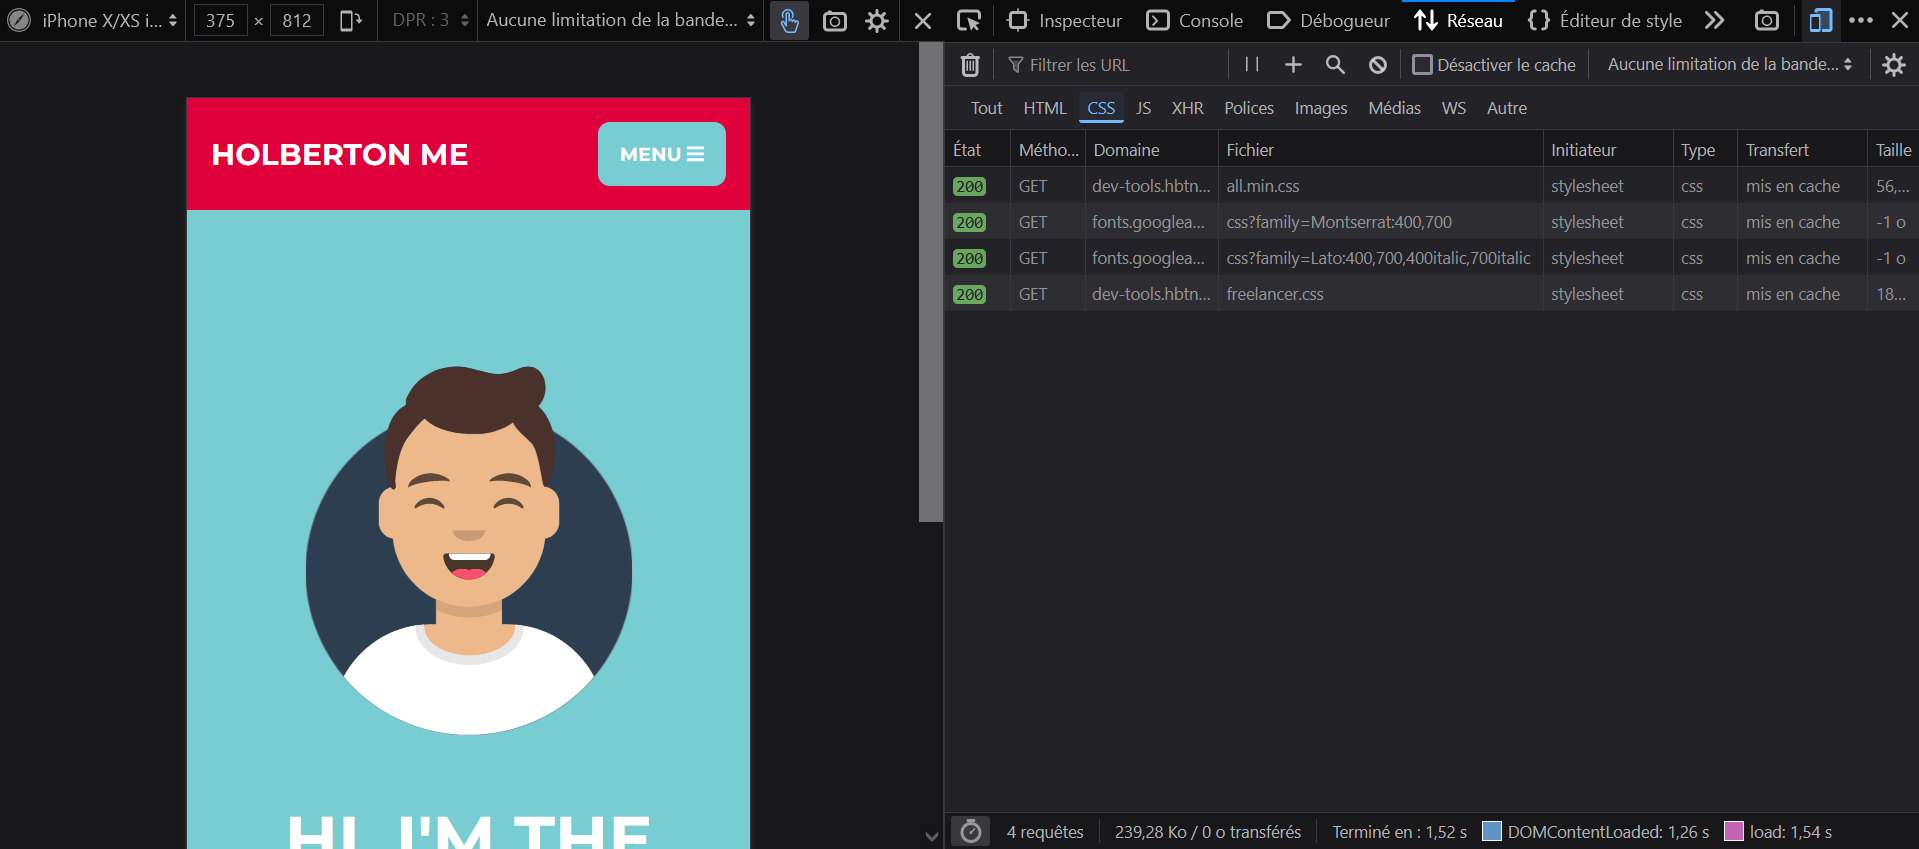 iPhone X/XS i... 375 × 812 DPR : 3 Aucune limitation de la bande...
Inspecteur Console Débogueur Réseau Éditeur de style
Filtrer les URL Désactiver le cache Aucune limitation de la bande...
Tout HTML CSS JS XHR Polices Images Médias WS Autre
État Métho... Domaine Fichier Initiateur Type Transfert Taille
200 GET dev-tools.hbtn... all.min.css stylesheet css mis en cache 56,...
200 GET fonts.googlea... css?family=Montserrat:400,700 stylesheet css mis en cache -1 o
200 GET fonts.googlea... css?family=Lato:400,700,400italic,700italic stylesheet css mis en cache -1 o
200 GET dev-tools.hbtn... freelancer.css stylesheet css mis en cache 18...
HOLBERTON ME
MENU
HI, I'M THE
4 requêtes 239,28 Ko / 0 o transférés Terminé en : 1,52 s DOMContentLoaded: 1,26 s load: 1,54 s